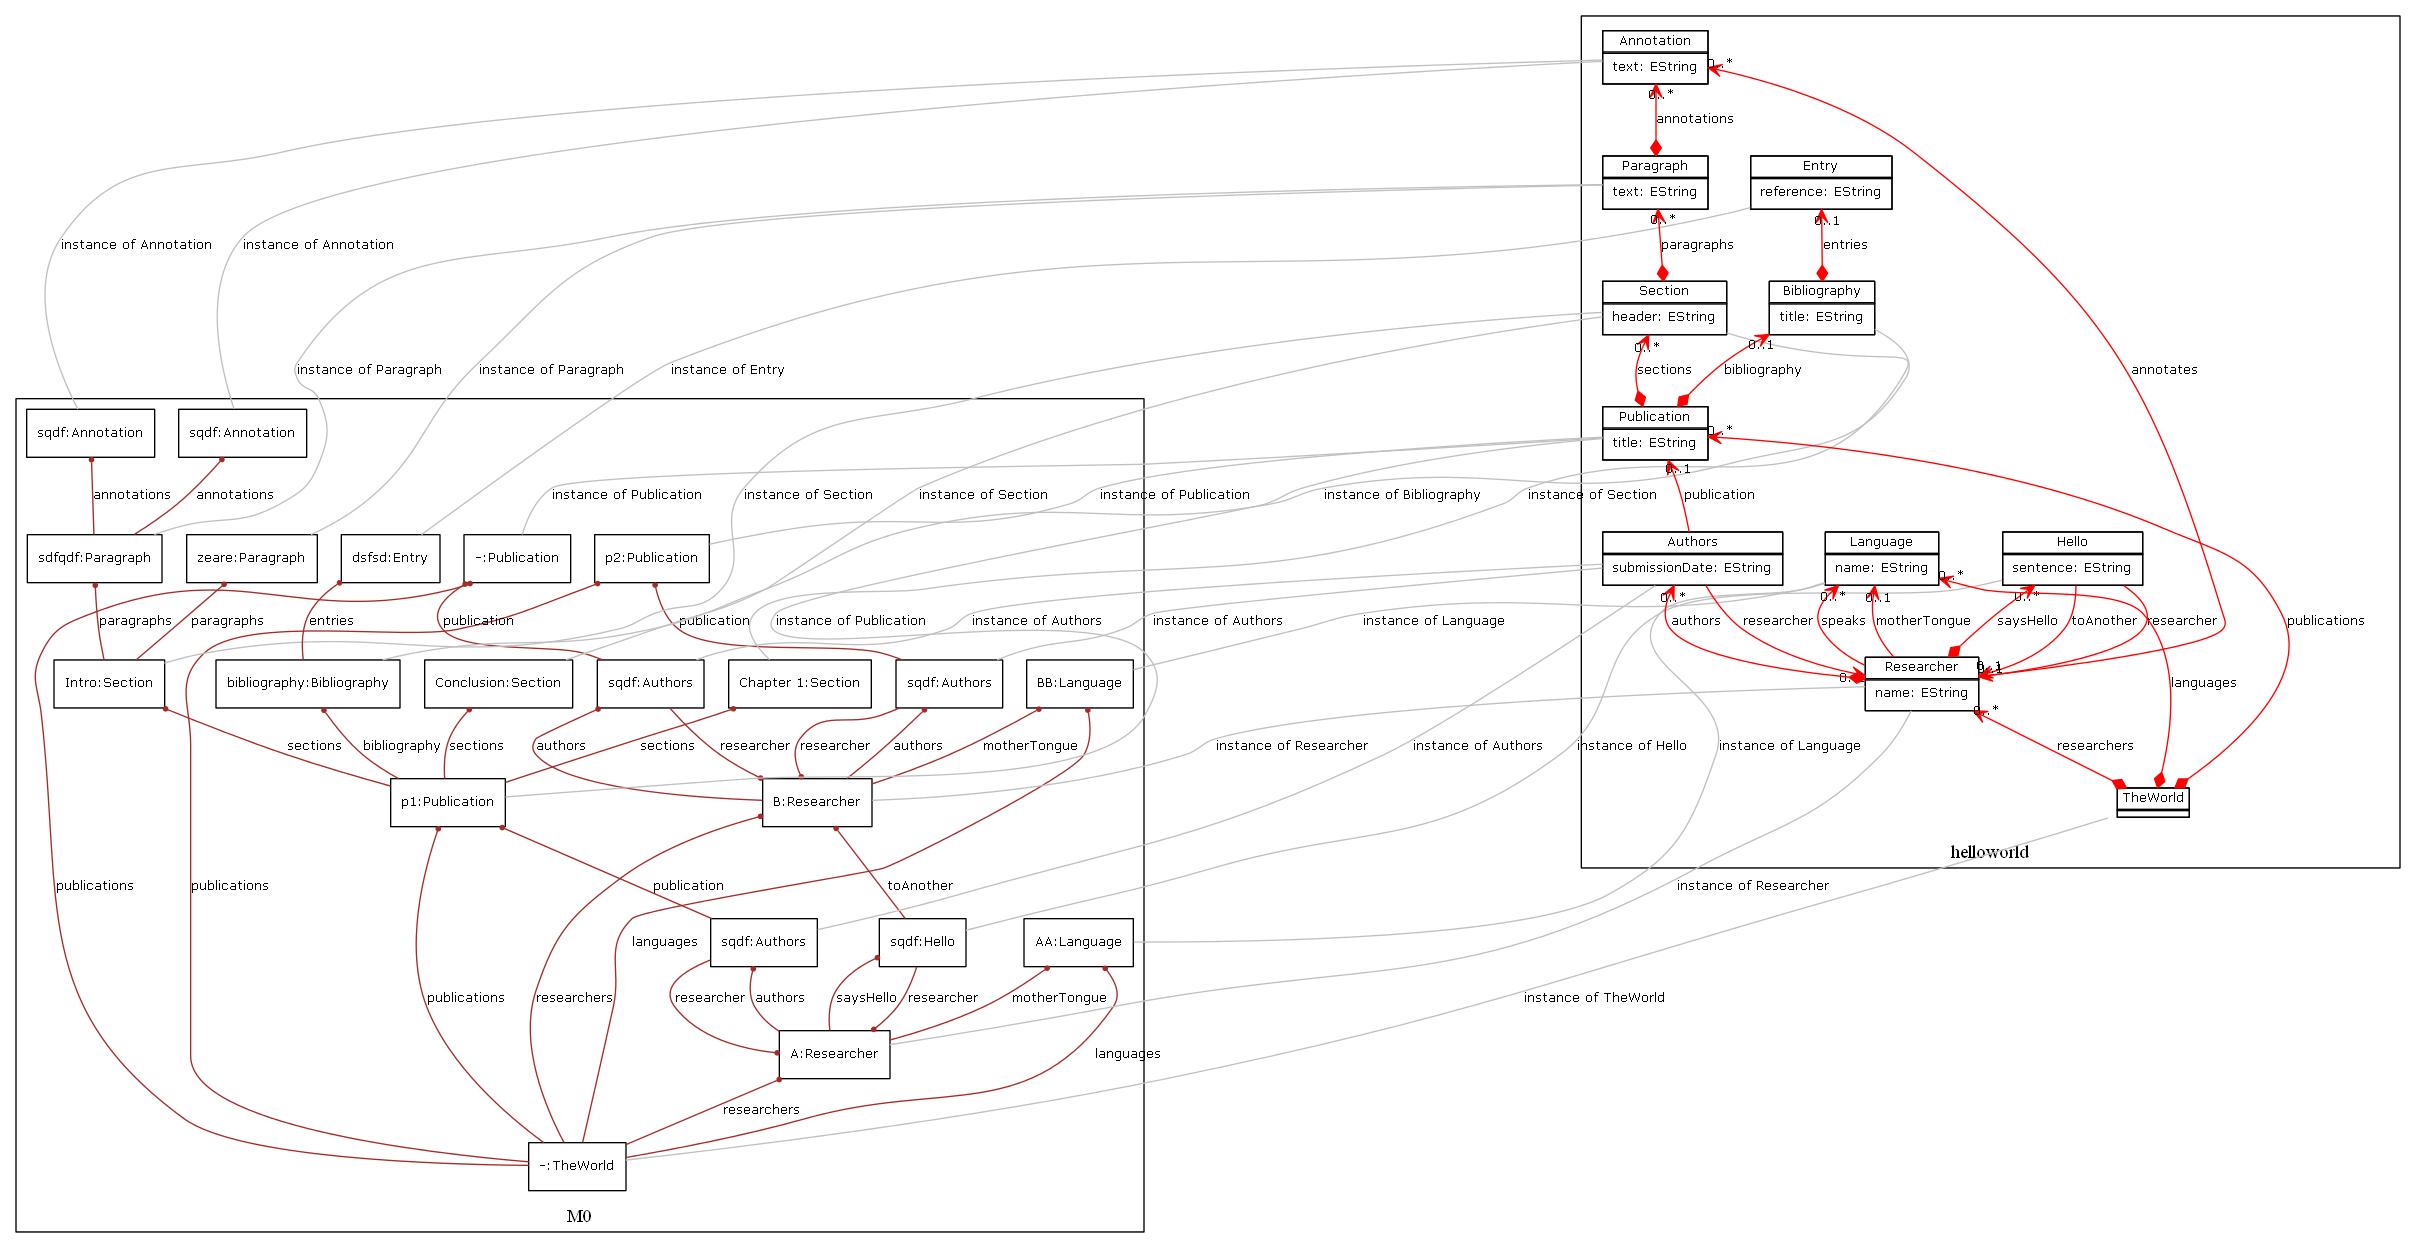 Annotation
0..*
text: EString
0..*
annotations
Paragraph
Entry
text: EString
reference: EString
0..*
0..1
instance of Annotation
instance of Annotation
paragraphs
entries
Section
Bibliography
header: EString
title: EString
0..*
0..1
instance of Paragraph
instance of Paragraph
instance of Entry
sections
bibliography
annotates
Publication
sqdf:Annotation
sqdf:Annotation
0..*
title: EString
0..1
annotations
annotations
instance of Publication
instance of Section
instance of Section
instance of Publication
instance of Bibliography
instance of Section
publication
Authors
Language
Hello
sdfqdf:Paragraph
zeare:Paragraph
dsfsd:Entry
-:Publication
p2:Publication
submissionDate: EString
name: EString
0..*
sentence: EString
0..*
0..*
0..1
0..*
paragraphs
paragraphs
entries
publication
publication
instance of Publication
instance of Authors
instance of Authors
instance of Language
authors
researcher
speaks
motherTongue
saysHello
toAnother
researcher
publications
Researcher
0..1
Intro:Section
bibliography:Bibliography
Conclusion:Section
sqdf:Authors
Chapter 1:Section
sqdf:Authors
BB:Language
name: EString
languages
0..*
sections
bibliography
sections
authors
sections
researcher
researcher
authors
motherTongue
instance of Researcher
instance of Authors
instance of Hello
instance of Language
researchers
p1:Publication
B:Researcher
TheWorld
helloworld
publications
publications
publication
toAnother
instance of Researcher
languages
sqdf:Authors
sqdf:Hello
AA:Language
publications
researchers
researcher
authors
saysHello
researcher
motherTongue
instance of TheWorld
A:Researcher
languages
researchers
-:TheWorld
M0